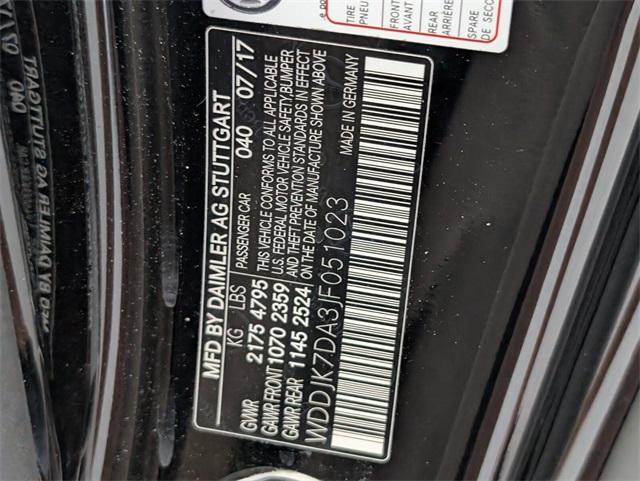 MFD BY DAIMLER AG STUTTGART
KG LBS PASSENGER CAR 040 07/17
GVWR 2175 4795
GAWR FRONT 1070 2359
GAWR REAR 1145 2524
THIS VEHICLE CONFORMS TO ALL APPLICABLE
U.S. FEDERAL MOTOR VEHICLE SAFETY,BUMPER
AND THEFT PREVENTION STANDARDS IN EFFECT
ON THE DATE OF MANUFACTURE SHOWN ABOVE
WDDJK7DA3JF051023 MADE IN GERMANY
TIRE
PNEU
FRONT
AVANT
REAR
ARRIÈRE
SPARE
DE SECO